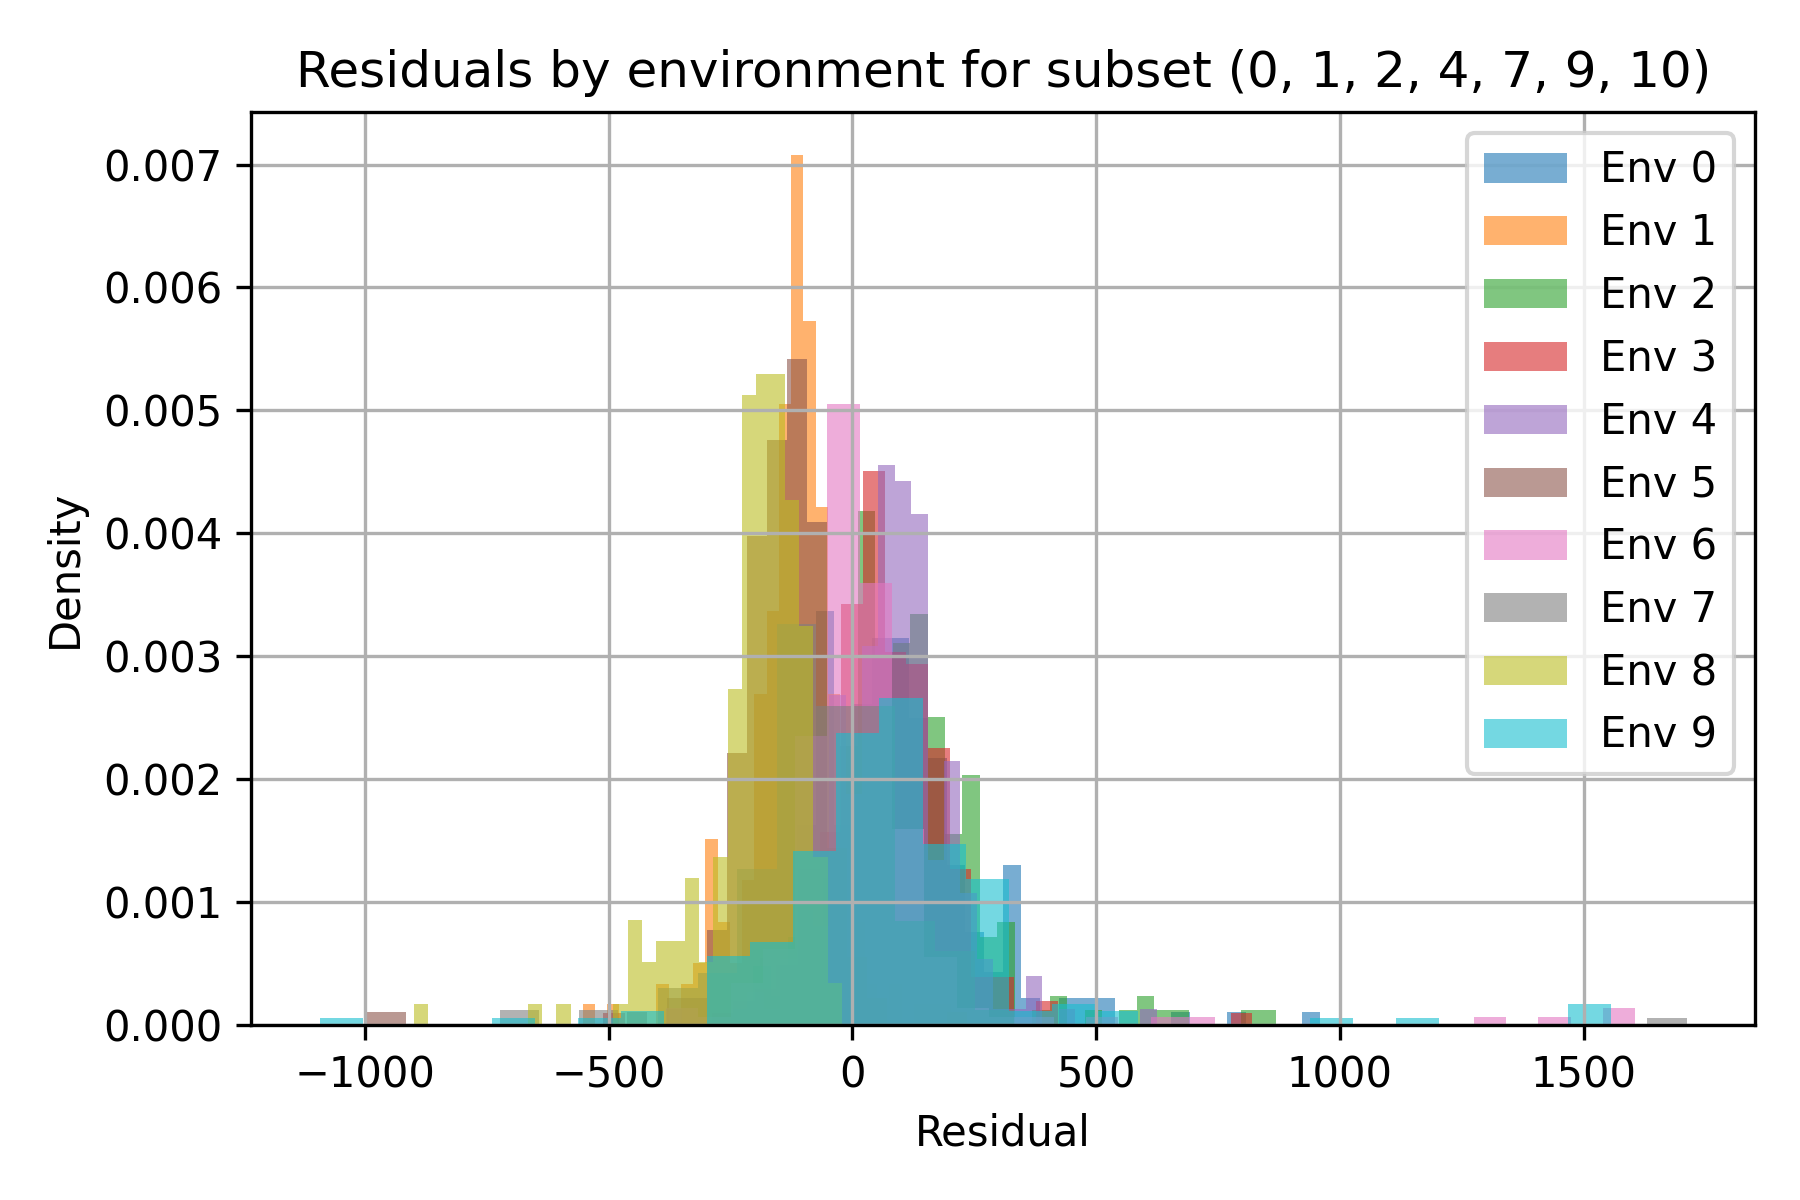 Residuals by environment for subset (0, 1, 2, 4, 7, 9, 10)
0.007
0.006
0.005
0.004
0.003
0.002
0.001
0.000
Density
−1000
−500
0
500
1000
1500
Residual
Env 0
Env 1
Env 2
Env 3
Env 4
Env 5
Env 6
Env 7
Env 8
Env 9